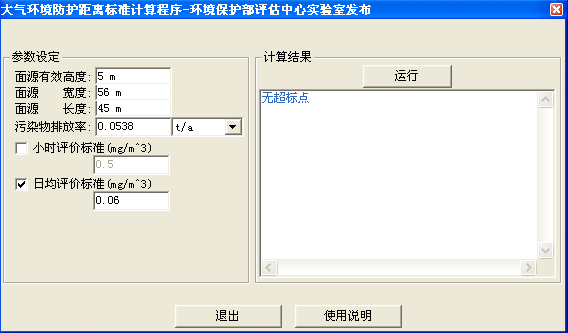 大气环境防护距离标准计算程序-环境保护部评估中心实验室发布
参数设定
面源有效高度: 5 m
面源 宽度: 56 m
面源 长度: 45 m
污染物排放率: 0.0538 t/a
小时评价标准(mg/m^3)
0.5
日均评价标准(mg/m^3)
0.06
计算结果
运行
无超标点
退出
使用说明